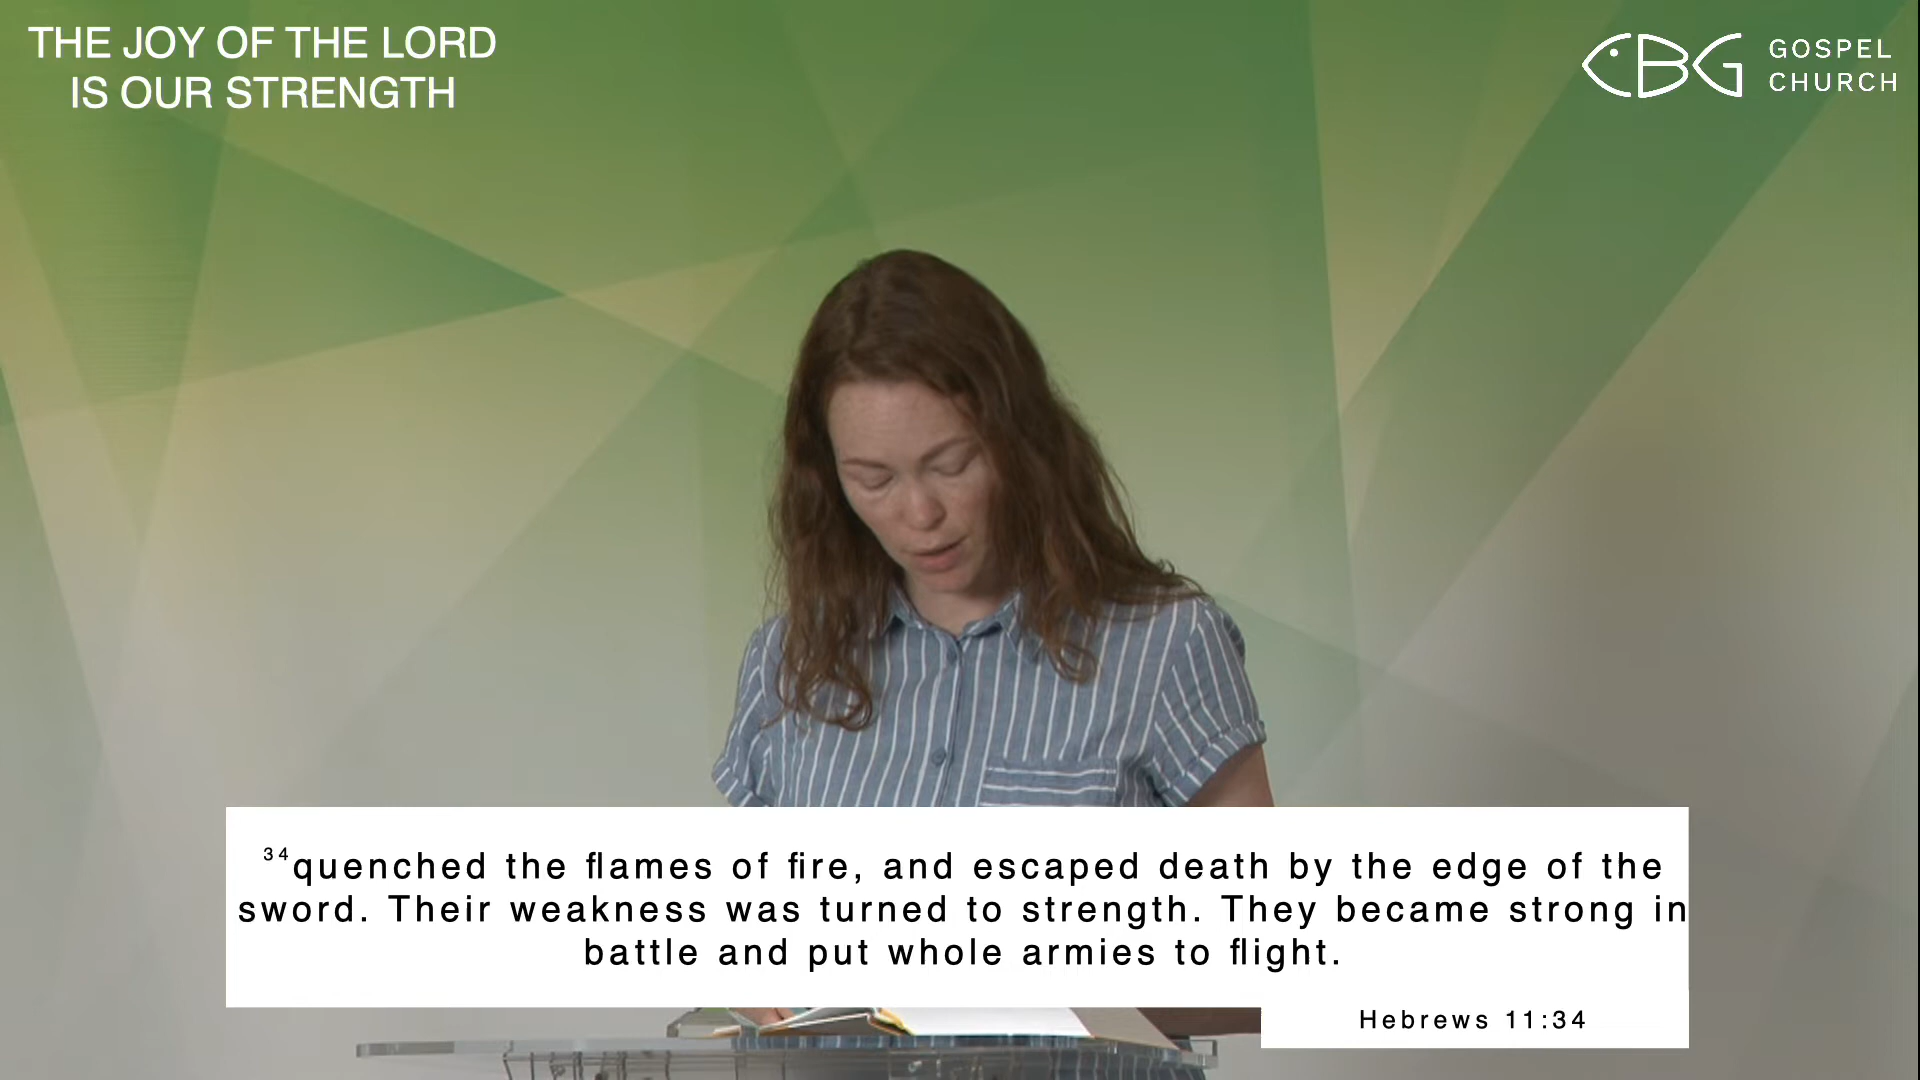 THE JOY OF THE LORD
IS OUR STRENGTH
CBG
GOSPEL
CHURCH
34quenched the flames of fire, and escaped death by the edge of the
sword. Their weakness was turned to strength. They became strong in
battle and put whole armies to flight.
Hebrews 11:34